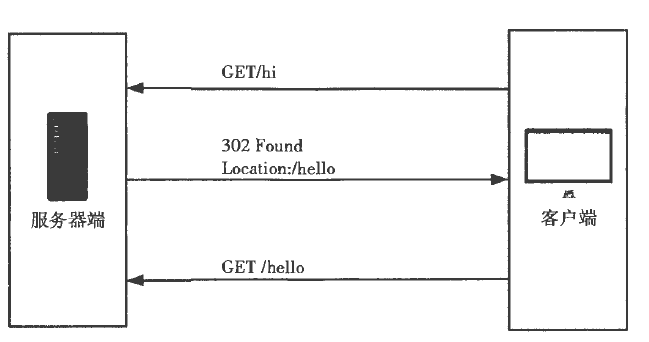 GET/hi
302 Found
Location:/hello
服务器端
客户端
GET /hello